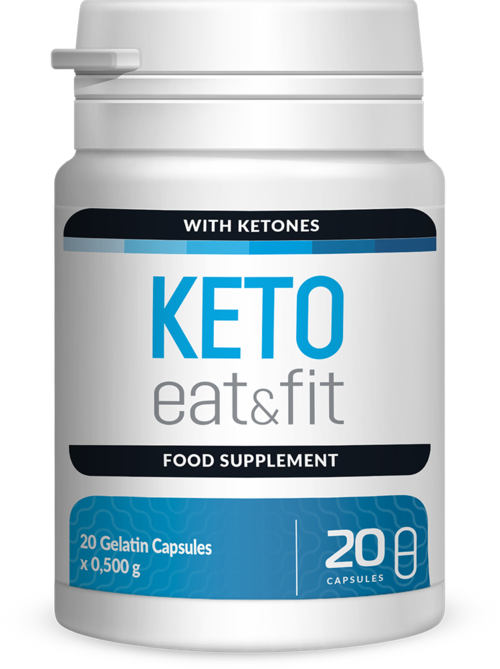 WITH KETONES
KETO
eat&fit
FOOD SUPPLEMENT
20 Gelatin Capsules
x 0,500 g
20
CAPSULES